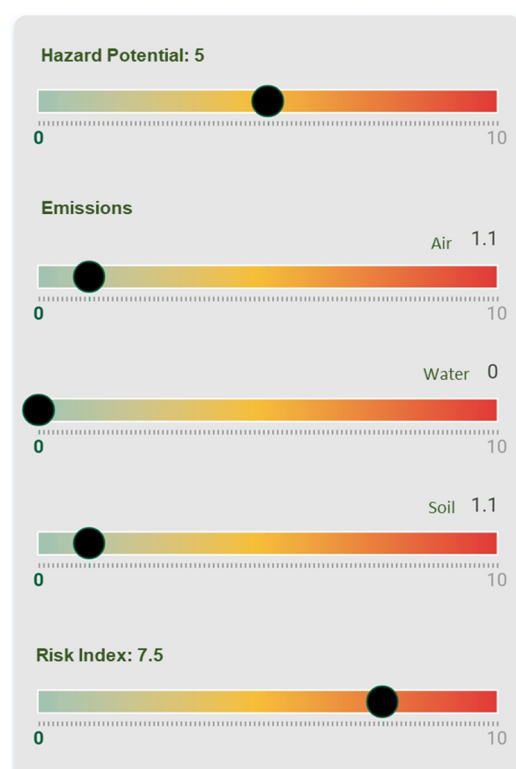 Hazard Potential: 5
0 10
Emissions
Air 1.1
0 10
Water 0
0 10
Soil 1.1
0 10
Risk Index: 7.5
0 10